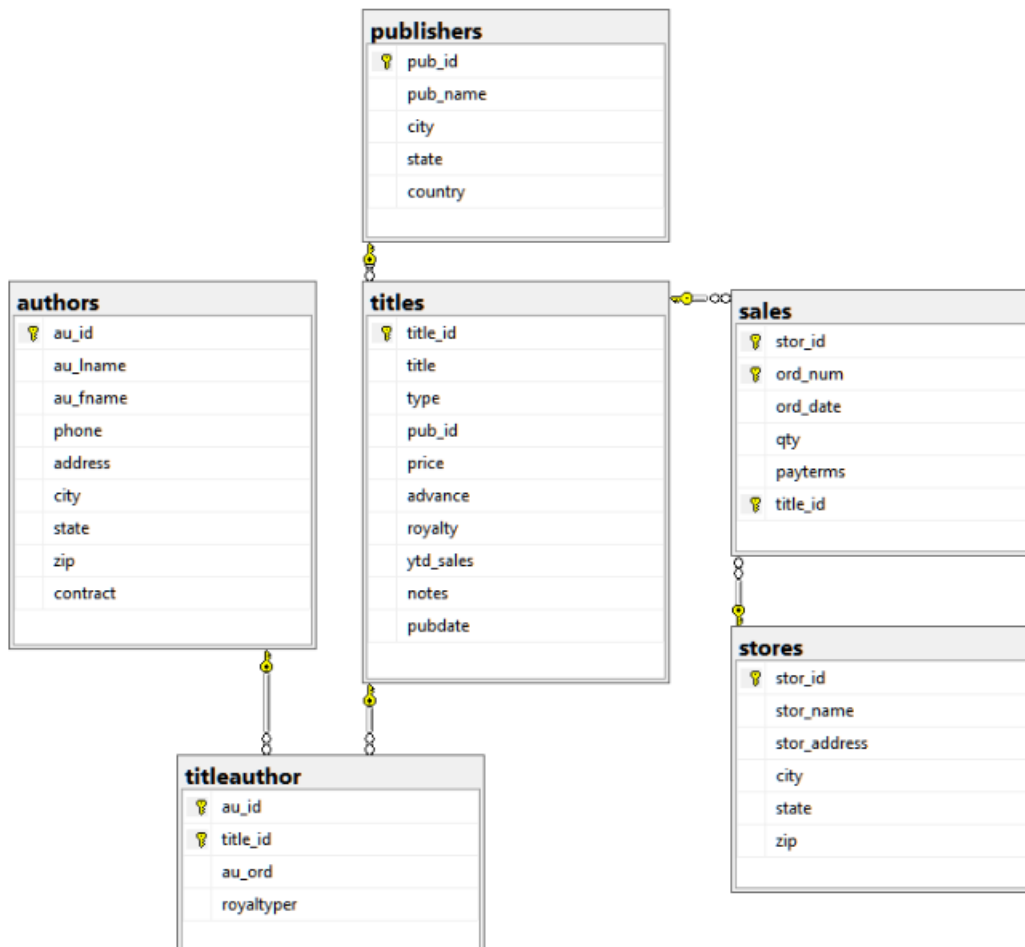 publishers
pub_id
pub_name
city
state
country
authors
au_id
au_lname
au_fname
phone
address
city
state
zip
contract
titles
title_id
title
type
pub_id
price
advance
royalty
ytd_sales
notes
pubdate
sales
stor_id
ord_num
ord_date
qty
payterms
title_id
stores
stor_id
stor_name
stor_address
city
state
zip
titleauthor
au_id
title_id
au_ord
royaltyper